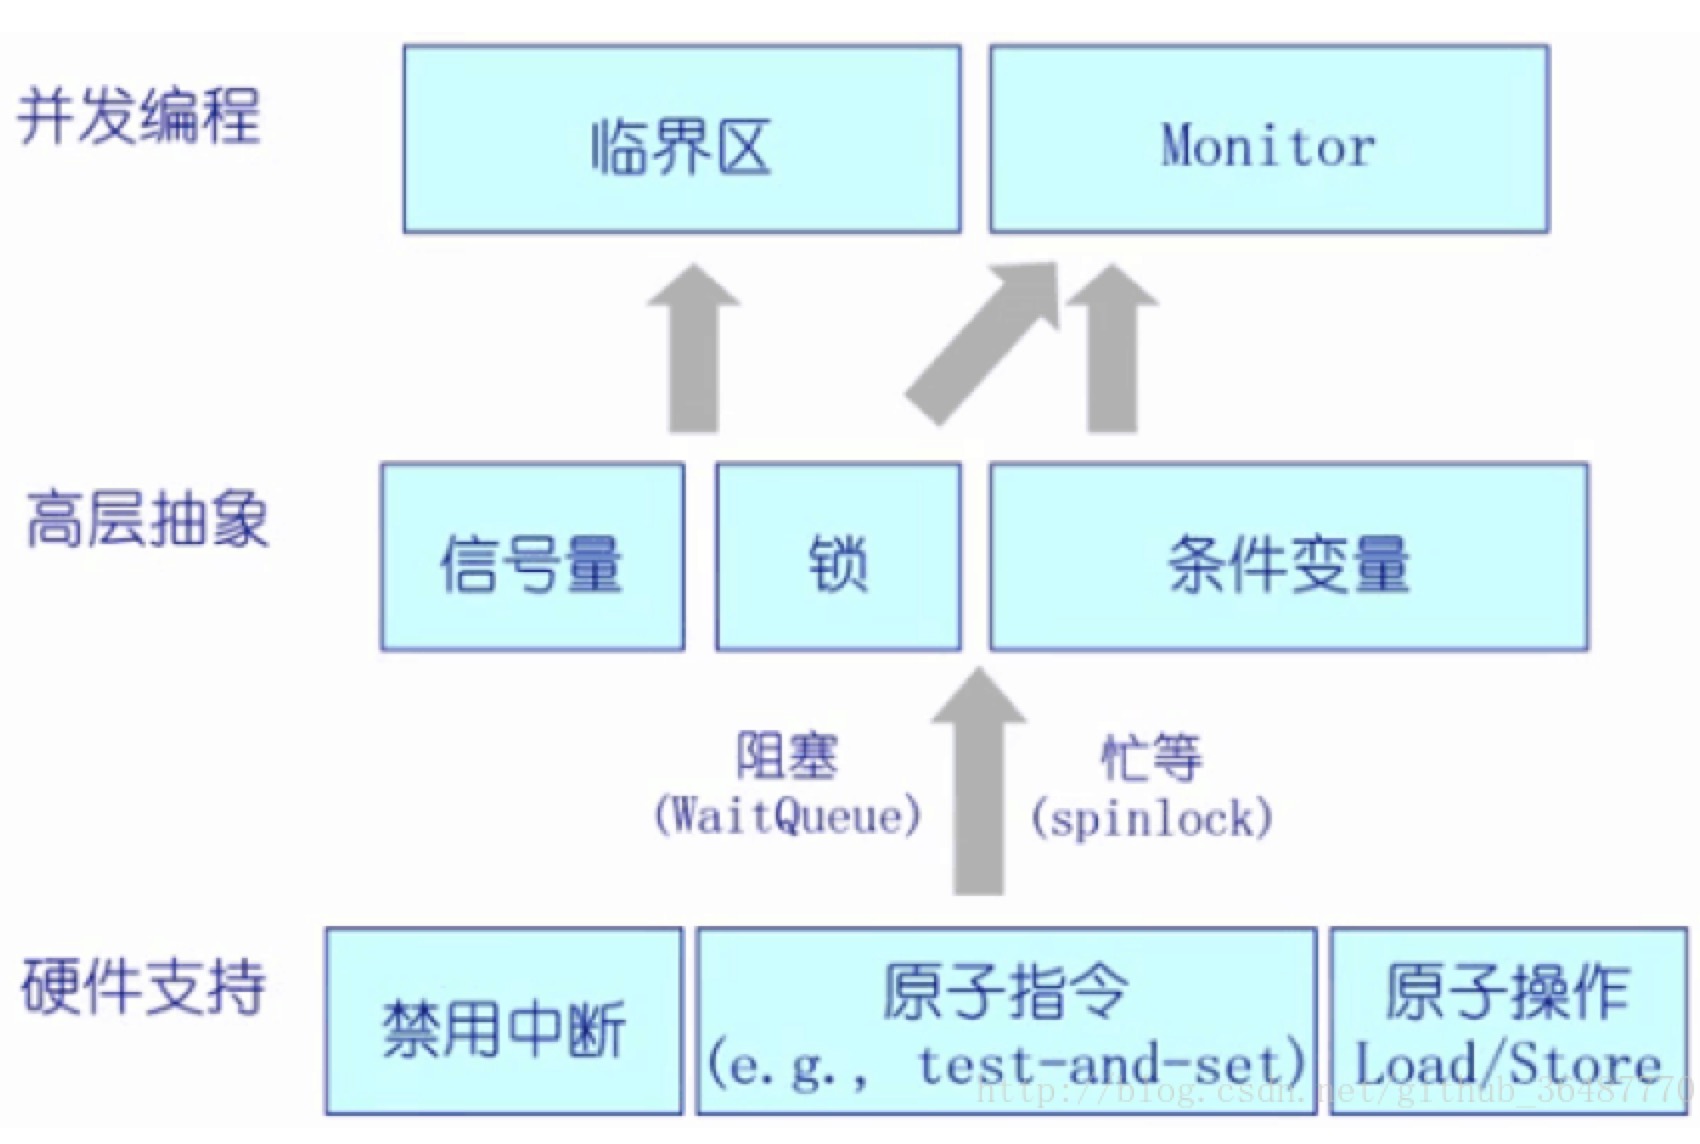 并发编程
临界区
Monitor
高层抽象
信号量
锁
条件变量
阻塞
(WaitQueue)
忙等
(spinlock)
硬件支持
禁用中断
原子指令
(e.g., test-and-set)
原子操作
Load/Store
http://blog.csdn.net/github_36487770